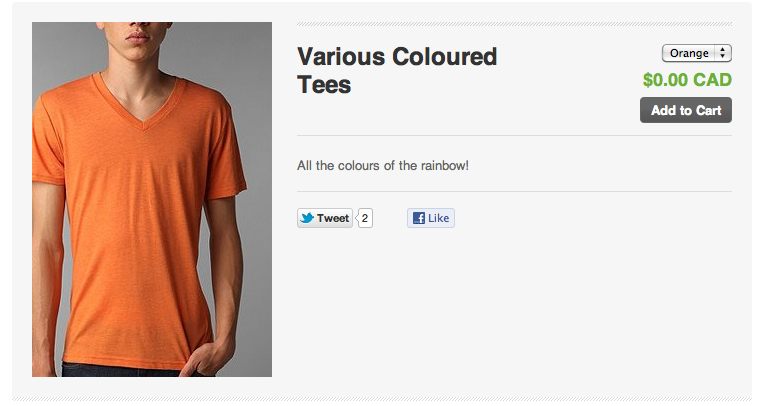 Various Coloured
Tees
Orange
$0.00 CAD
Add to Cart
All the colours of the rainbow!
Tweet 2
Like